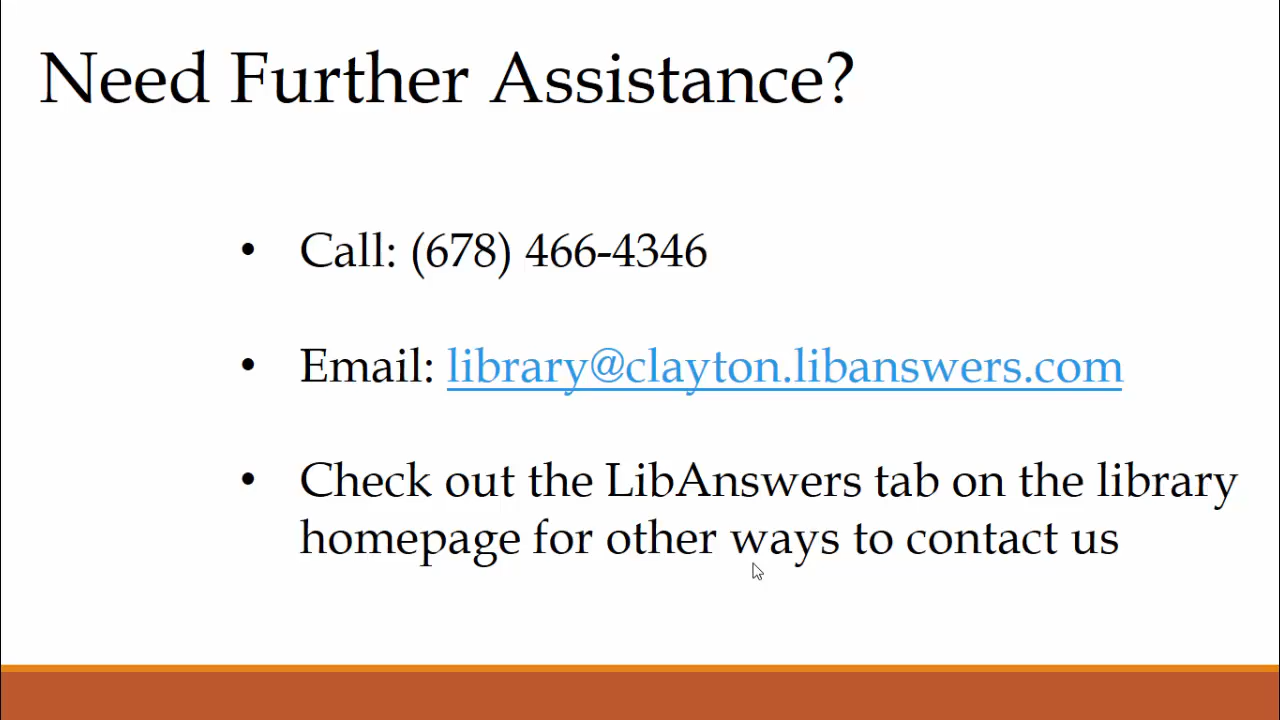 Need Further Assistance?
• Call: (678) 466-4346
• Email: library@clayton.libanswers.com
• Check out the LibAnswers tab on the library
homepage for other ways to contact us